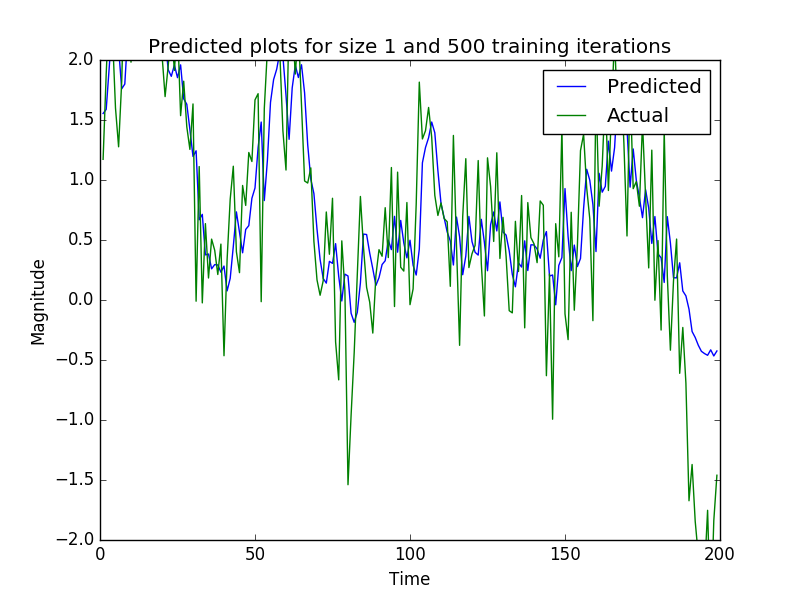 Predicted plots for size 1 and 500 training iterations
Predicted
Actual
2.0
1.5
1.0
0.5
0.0
−0.5
−1.0
−1.5
−2.0
Magnitude
0 50 100 150 200
Time